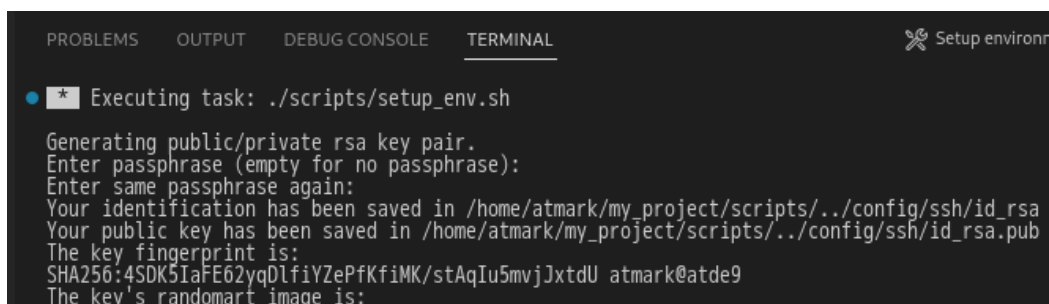 PROBLEMS OUTPUT DEBUG CONSOLE TERMINAL Setup environm
* Executing task: ./scripts/setup_env.sh
Generating public/private rsa key pair.
Enter passphrase (empty for no passphrase):
Enter same passphrase again:
Your identification has been saved in /home/atmark/my_project/scripts/../config/ssh/id_rsa
Your public key has been saved in /home/atmark/my_project/scripts/../config/ssh/id_rsa.pub
The key fingerprint is:
SHA256:4SDK5IaFE62yqDlfiYZePfKfiMK/stAqIu5mvjJxtdU atmark@atde9
The key's randomart image is: